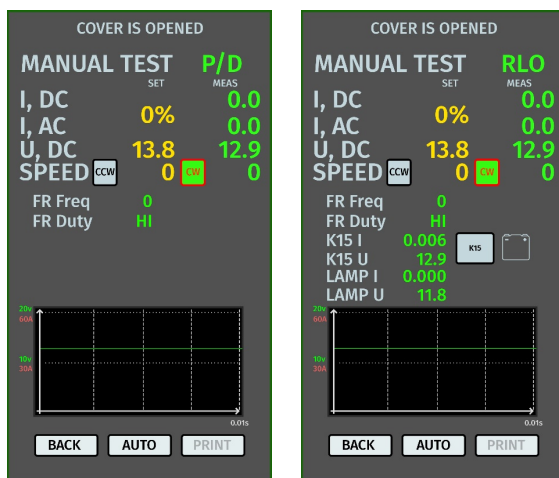 COVER IS OPENED
MANUAL TEST P/D
SET MEAS
I, DC 0.0
0%
I, AC 0.0
U, DC 13.8 12.9
SPEED CCW 0 CW 0
FR Freq 0
FR Duty HI
20v
60A
10v
30A
0.01s
BACK AUTO PRINT
COVER IS OPENED
MANUAL TEST RLO
SET MEAS
I, DC 0.0
0%
I, AC 0.0
U, DC 13.8 12.9
SPEED CCW 0 CW 0
FR Freq 0
FR Duty HI
K15 I 0.006 K15
K15 U 12.9
LAMP I 0.000
LAMP U 11.8
20v
60A
10v
30A
0.01s
BACK AUTO PRINT